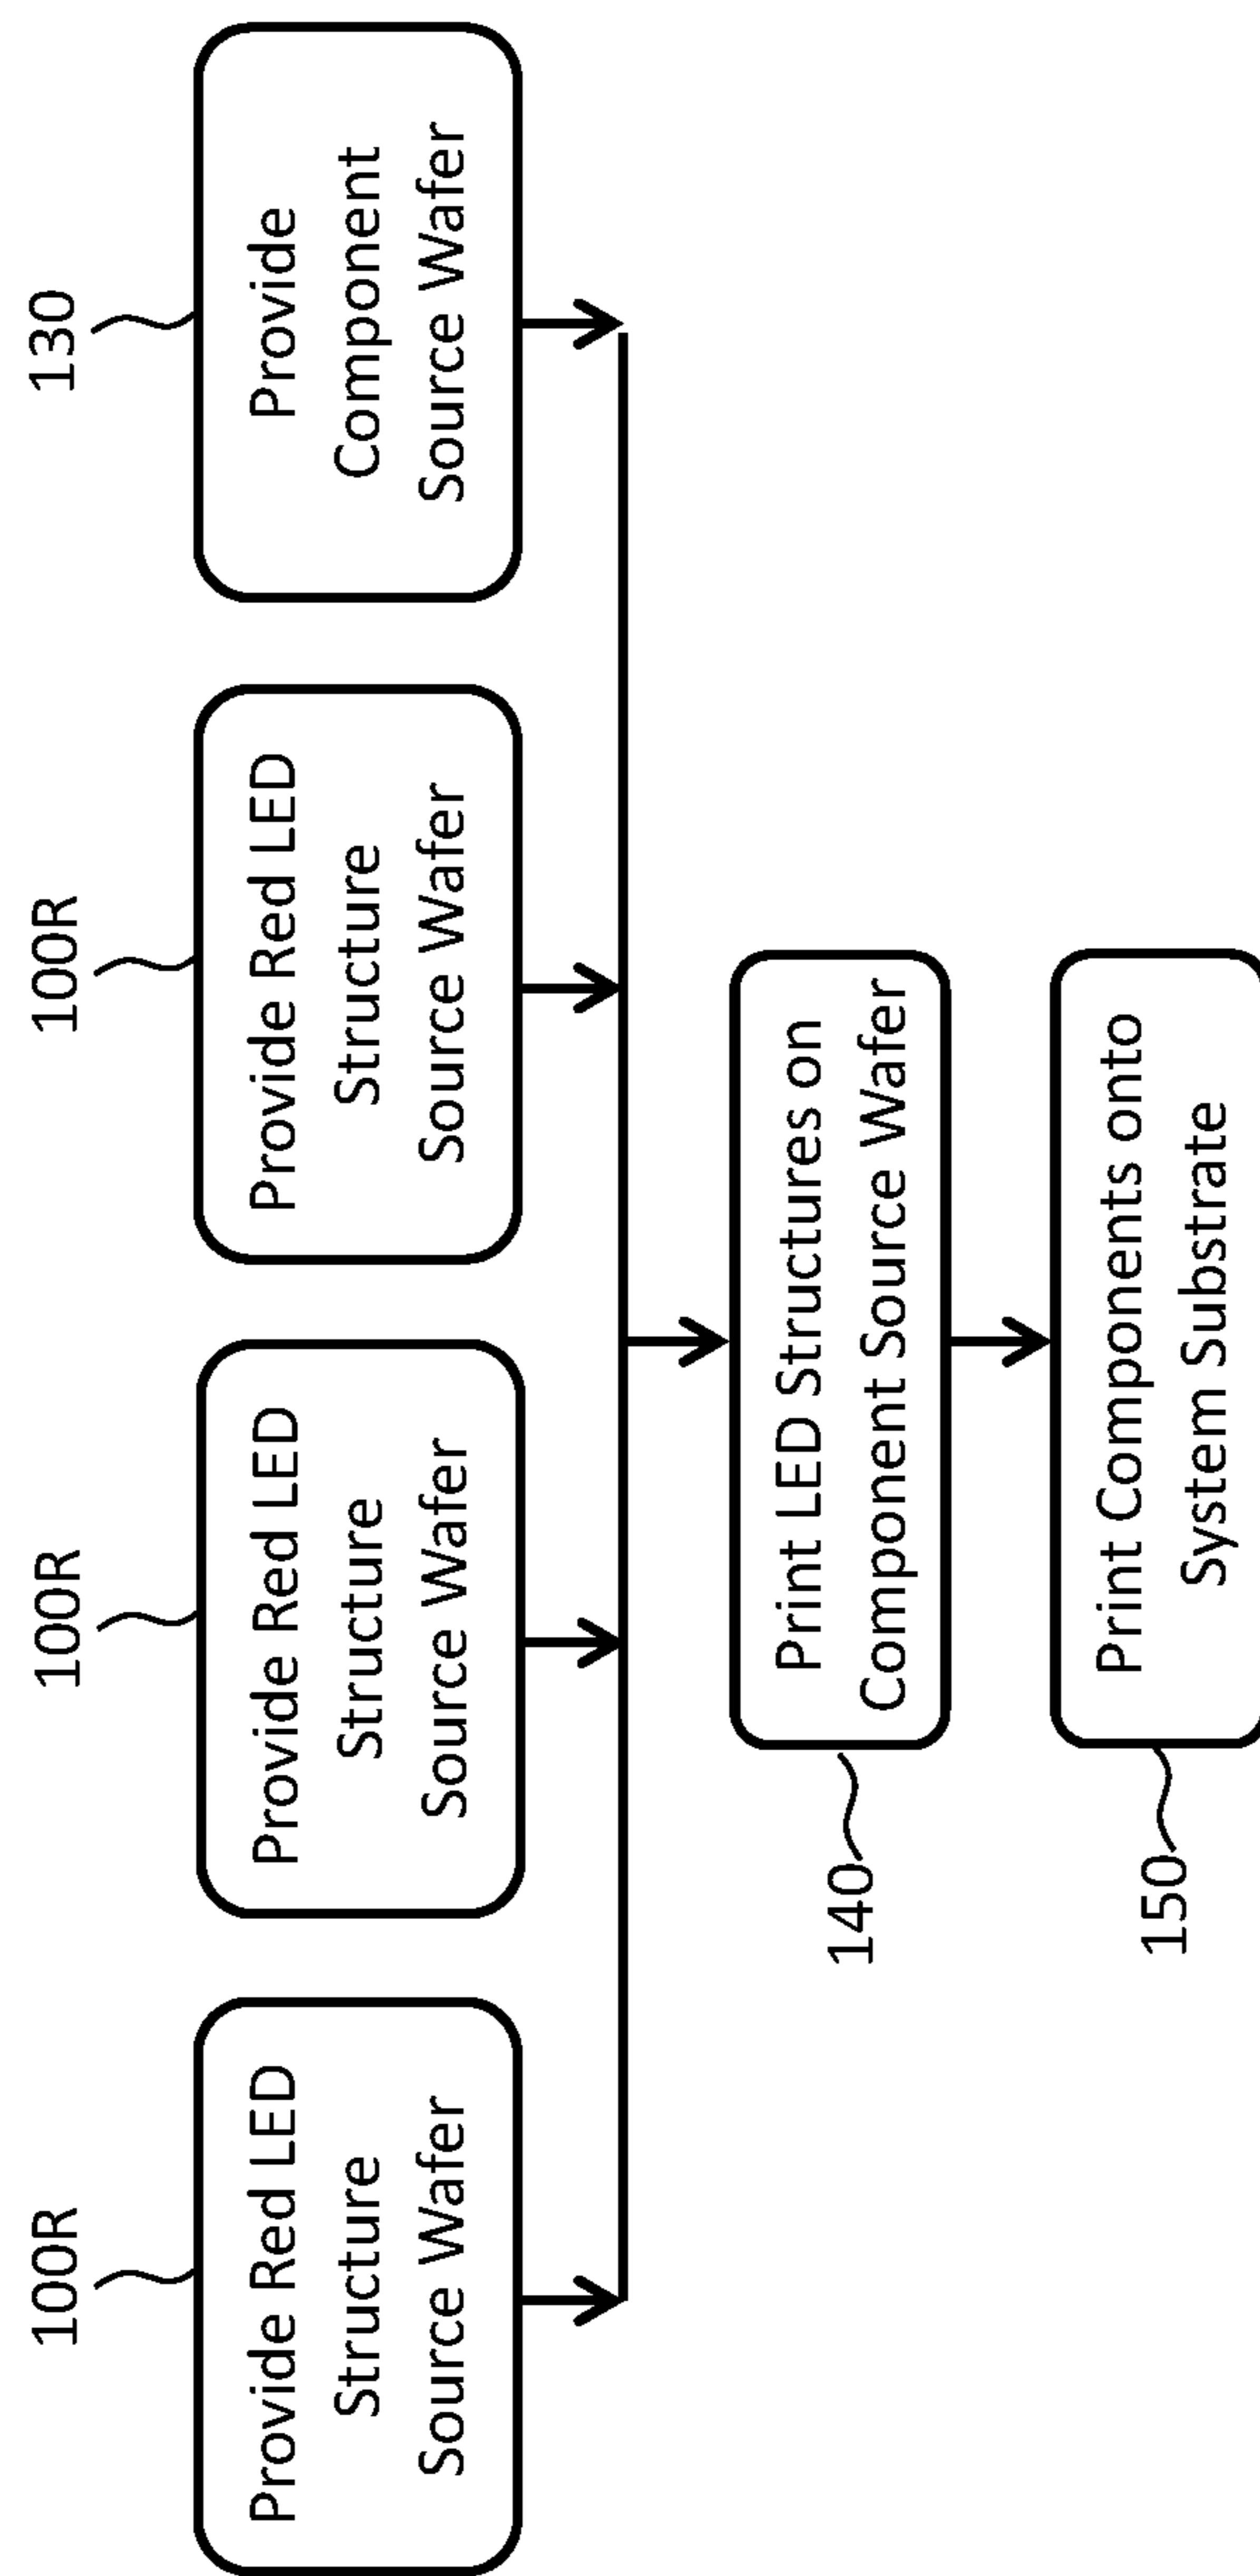 100R
Provide Red LED
Structure
Source Wafer
100R
Provide Red LED
Structure
Source Wafer
100R
Provide Red LED
Structure
Source Wafer
130
Provide
Component
Source Wafer
140
Print LED Structures on
Component Source Wafer
150
Print Components onto
System Substrate